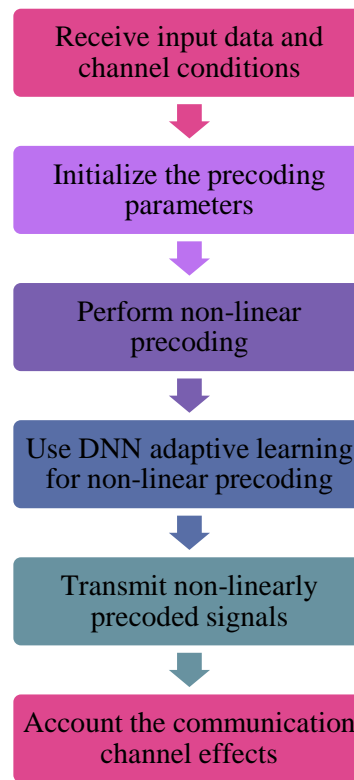 Receive input data and
channel conditions
Initialize the precoding
parameters
Perform non-linear
precoding
Use DNN adaptive learning
for non-linear precoding
Transmit non-linearly
precoded signals
Account the communication
channel effects